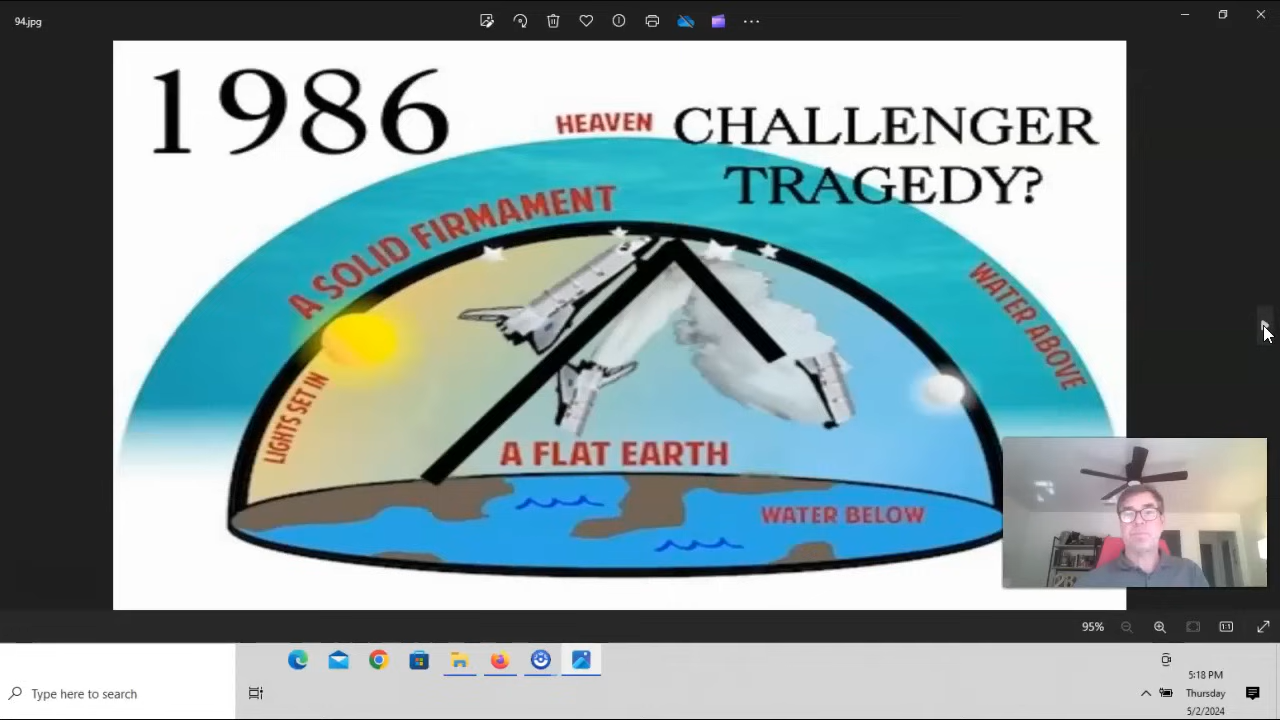 94.jpg
1986
HEAVEN
CHALLENGER
TRAGEDY?
A SOLID FIRMAMENT
WATER ABOVE
LIGHTS SET IN
A FLAT EARTH
WATER BELOW
95%
Type here to search
5:18 PM
Thursday
5/2/2024